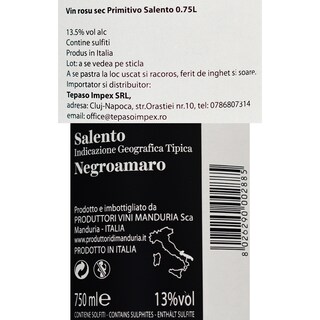 Vin rosu sec Primitivo Salento 0.75L
13.5% vol alc
Contine sulfiti
Produs in Italia
Lot: a se vedea pe sticla
A se pastra la loc uscat si racoros, ferit de inghet si soare.
Importator si distribuitor:
Tepaso Impex SRL,
adresa: Cluj-Napoca, str.Orastiei nr.10, tel: 0786807314
email: office@tepasoimpex.ro
Salento
Indicazione Geografica Tipica
Negroamaro
Prodotto e imbottigliato da
PRODUTTORI VINI MANDURIA Sca
Manduria - ITALIA
www.produttoridimanduria.it
PRODOTTO IN ITALIA
750 ml e 13%vol
CONTIENE SOLFITI - CONTAINS SULPHITES - ENTHÄLT SULFITE
8026290002885